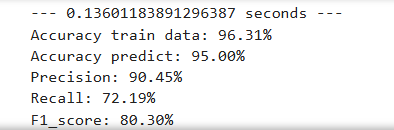 --- 0.13601183891296387 seconds ---
Accuracy train data: 96.31%
Accuracy predict: 95.00%
Precision: 90.45%
Recall: 72.19%
F1_score: 80.30%